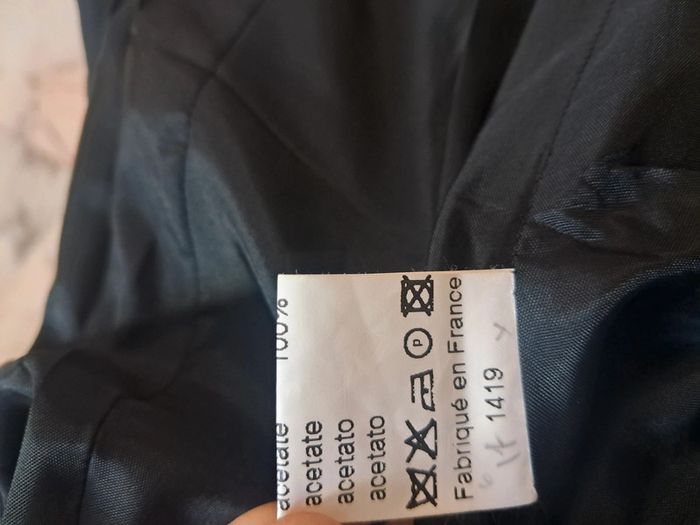 acetate 100%
acetate
acetato
acetato
P
Fabriqué en France
1419